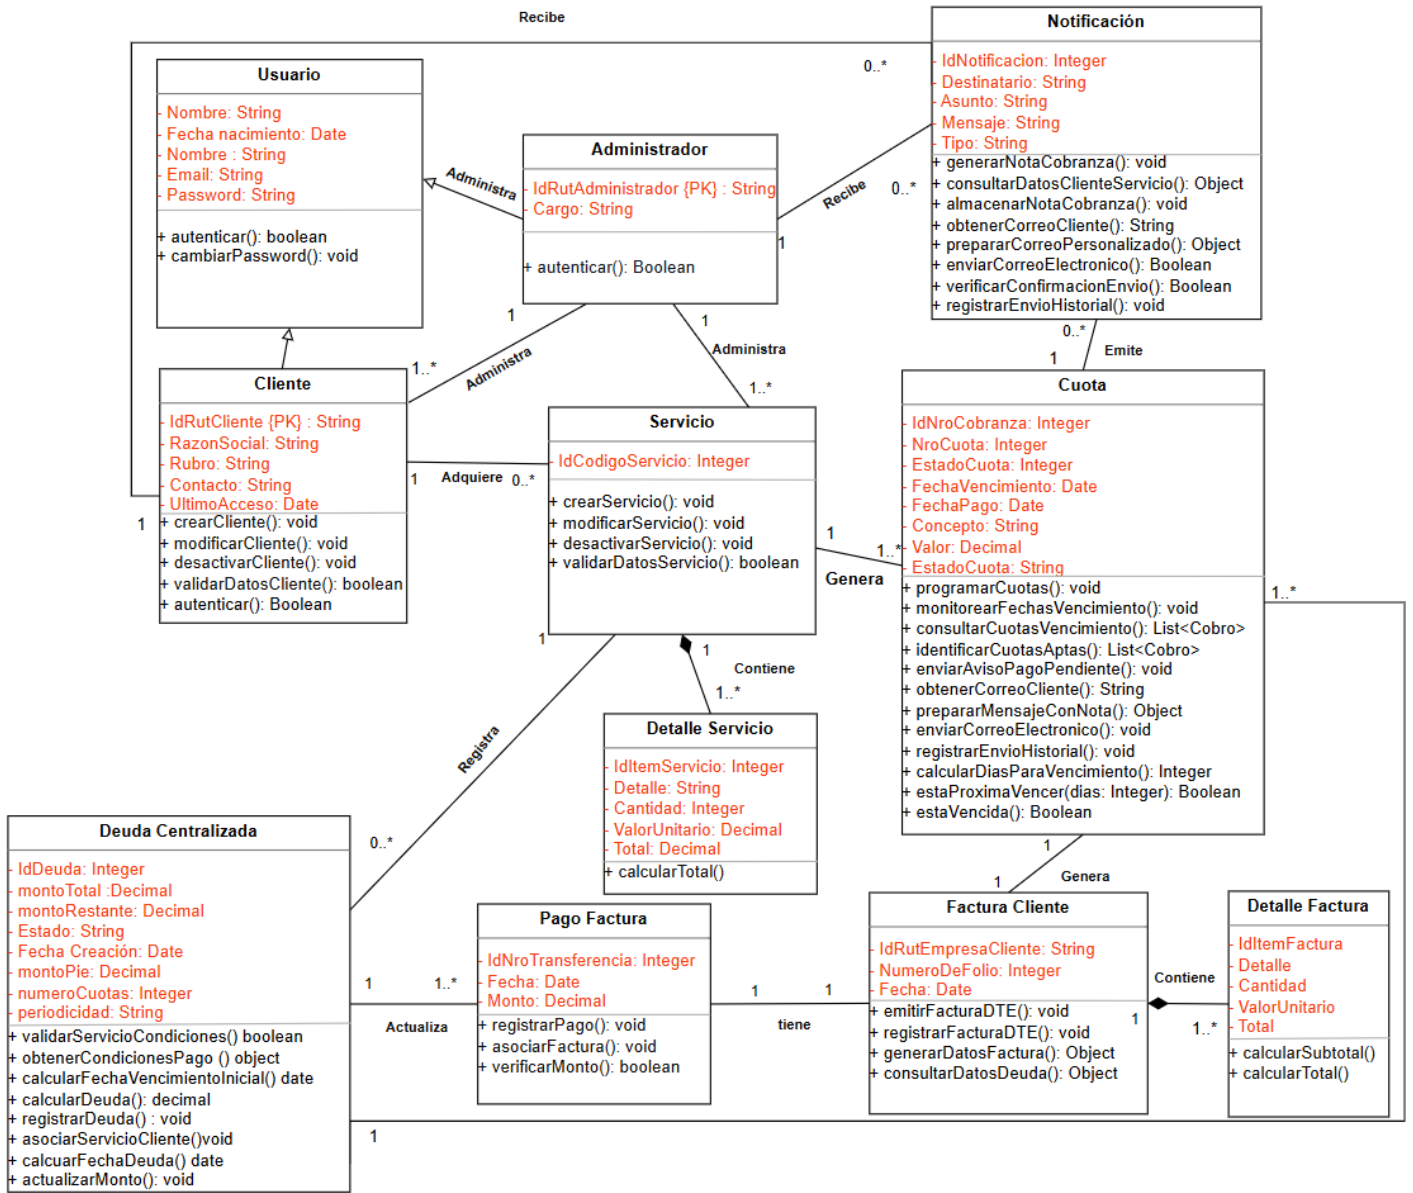 Recibe
Notificación
- IdNotificacion: Integer
- Destinatario: String
- Asunto: String
- Mensaje: String
- Tipo: String
+ generarNotaCobranza(): void
+ consultarDatosClienteServicio(): Object
+ almacenarNotaCobranza(): void
+ obtenerCorreoCliente(): String
+ prepararCorreoPersonalizado(): Object
+ enviarCorreoElectronico(): Boolean
+ verificarConfirmacionEnvio(): Boolean
+ registrarEnvioHistorial(): void
0..*
Usuario
- Nombre: String
- Fecha nacimiento: Date
- Nombre : String
- Email: String
- Password: String
+ autenticar(): boolean
+ cambiarPassword(): void
Administra
Administrador
- IdRutAdministrador {PK} : String
- Cargo: String
+ autenticar(): Boolean
Recibe
0..*
1
1
Administra
1..*
1
Administra
1..*
0..*
Emite
1
Cliente
- IdRutCliente {PK} : String
- RazonSocial: String
- Rubro: String
- Contacto: String
- UltimoAcceso: Date
+ crearCliente(): void
+ modificarCliente(): void
+ desactivarCliente(): void
+ validarDatosCliente(): boolean
+ autenticar(): Boolean
1
1
Adquiere
0..*
Servicio
- IdCodigoServicio: Integer
+ crearServicio(): void
+ modificarServicio(): void
+ desactivarServicio(): void
+ validarDatosServicio(): boolean
1
Genera
1..*
Cuota
- IdNroCobranza: Integer
- NroCuota: Integer
- EstadoCuota: Integer
- FechaVencimiento: Date
- FechaPago: Date
- Concepto: String
- Valor: Decimal
- EstadoCuota: String
+ programarCuotas(): void
+ monitorearFechasVencimiento(): void
+ consultarCuotasVencimiento(): List<Cobro>
+ identificarCuotasAptas(): List<Cobro>
+ enviarAvisoPagoPendiente(): void
+ obtenerCorreoCliente(): String
+ prepararMensajeConNota(): Object
+ enviarCorreoElectronico(): void
+ registrarEnvioHistorial(): void
+ calcularDiasParaVencimiento(): Integer
+ estaProximaVencer(dias: Integer): Boolean
+ estaVencida(): Boolean
1..*
1
Registra
0..*
1
Contiene
1..*
Detalle Servicio
- IdItemServicio: Integer
- Detalle: String
- Cantidad: Integer
- ValorUnitario: Decimal
- Total: Decimal
+ calcularTotal()
1
Genera
1
Deuda Centralizada
- IdDeuda: Integer
- montoTotal :Decimal
- montoRestante: Decimal
- Estado: String
- Fecha Creación: Date
- montoPie: Decimal
- numeroCuotas: Integer
- periodicidad: String
+ validarServicioCondiciones() boolean
+ obtenerCondicionesPago () object
+ calcularFechaVencimientoInicial() date
+ calcularDeuda(): decimal
+ registrarDeuda() : void
+ asociarServicioCliente()void
+ calcuarFechaDeuda() date
+ actualizarMonto(): void
1
Actualiza
1..*
1
Pago Factura
- IdNroTransferencia: Integer
- Fecha: Date
- Monto: Decimal
+ registrarPago(): void
+ asociarFactura(): void
+ verificarMonto(): boolean
1
tiene
1
Factura Cliente
- IdRutEmpresaCliente: String
- NumeroDeFolio: Integer
- Fecha: Date
+ emitirFacturaDTE(): void
+ registrarFacturaDTE(): void
+ generarDatosFactura(): Object
+ consultarDatosDeuda(): Object
Contiene
1
1..*
Detalle Factura
- IdItemFactura
- Detalle
- Cantidad
- ValorUnitario
- Total
+ calcularSubtotal()
+ calcularTotal()